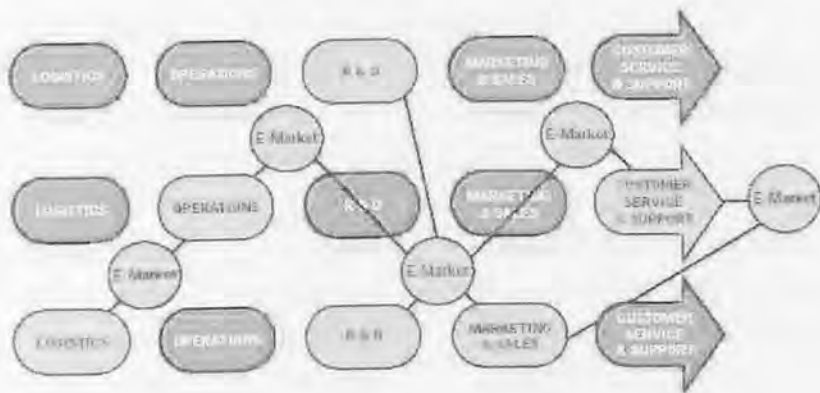 LOGISTICS
OPERATIONS
R & D
MARKETING
& SALES
CUSTOMER
SERVICE
& SUPPORT
E-Market
E-Market
LOGISTICS
OPERATIONS
R & D
MARKETING
& SALES
CUSTOMER
SERVICE
& SUPPORT
E-Market
E-Market
E-Market
LOGISTICS
OPERATIONS
R & D
MARKETING
& SALES
CUSTOMER
SERVICE
& SUPPORT